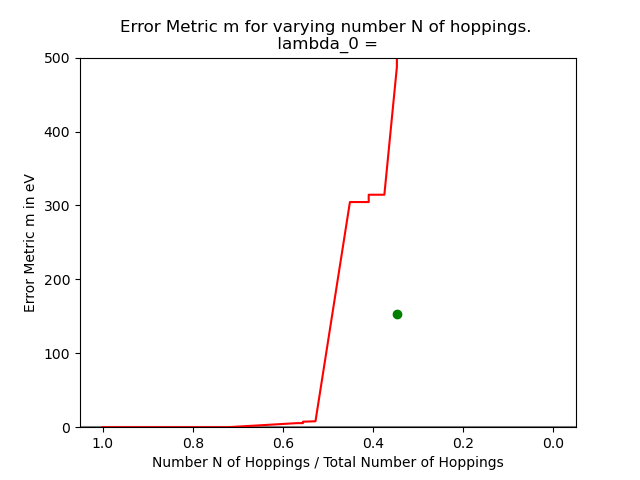 Error Metric m for varying number N of hoppings.
lambda_0 =
500
400
300
200
100
0
Error Metric m in eV
1.0 0.8 0.6 0.4 0.2 0.0
Number N of Hoppings / Total Number of Hoppings